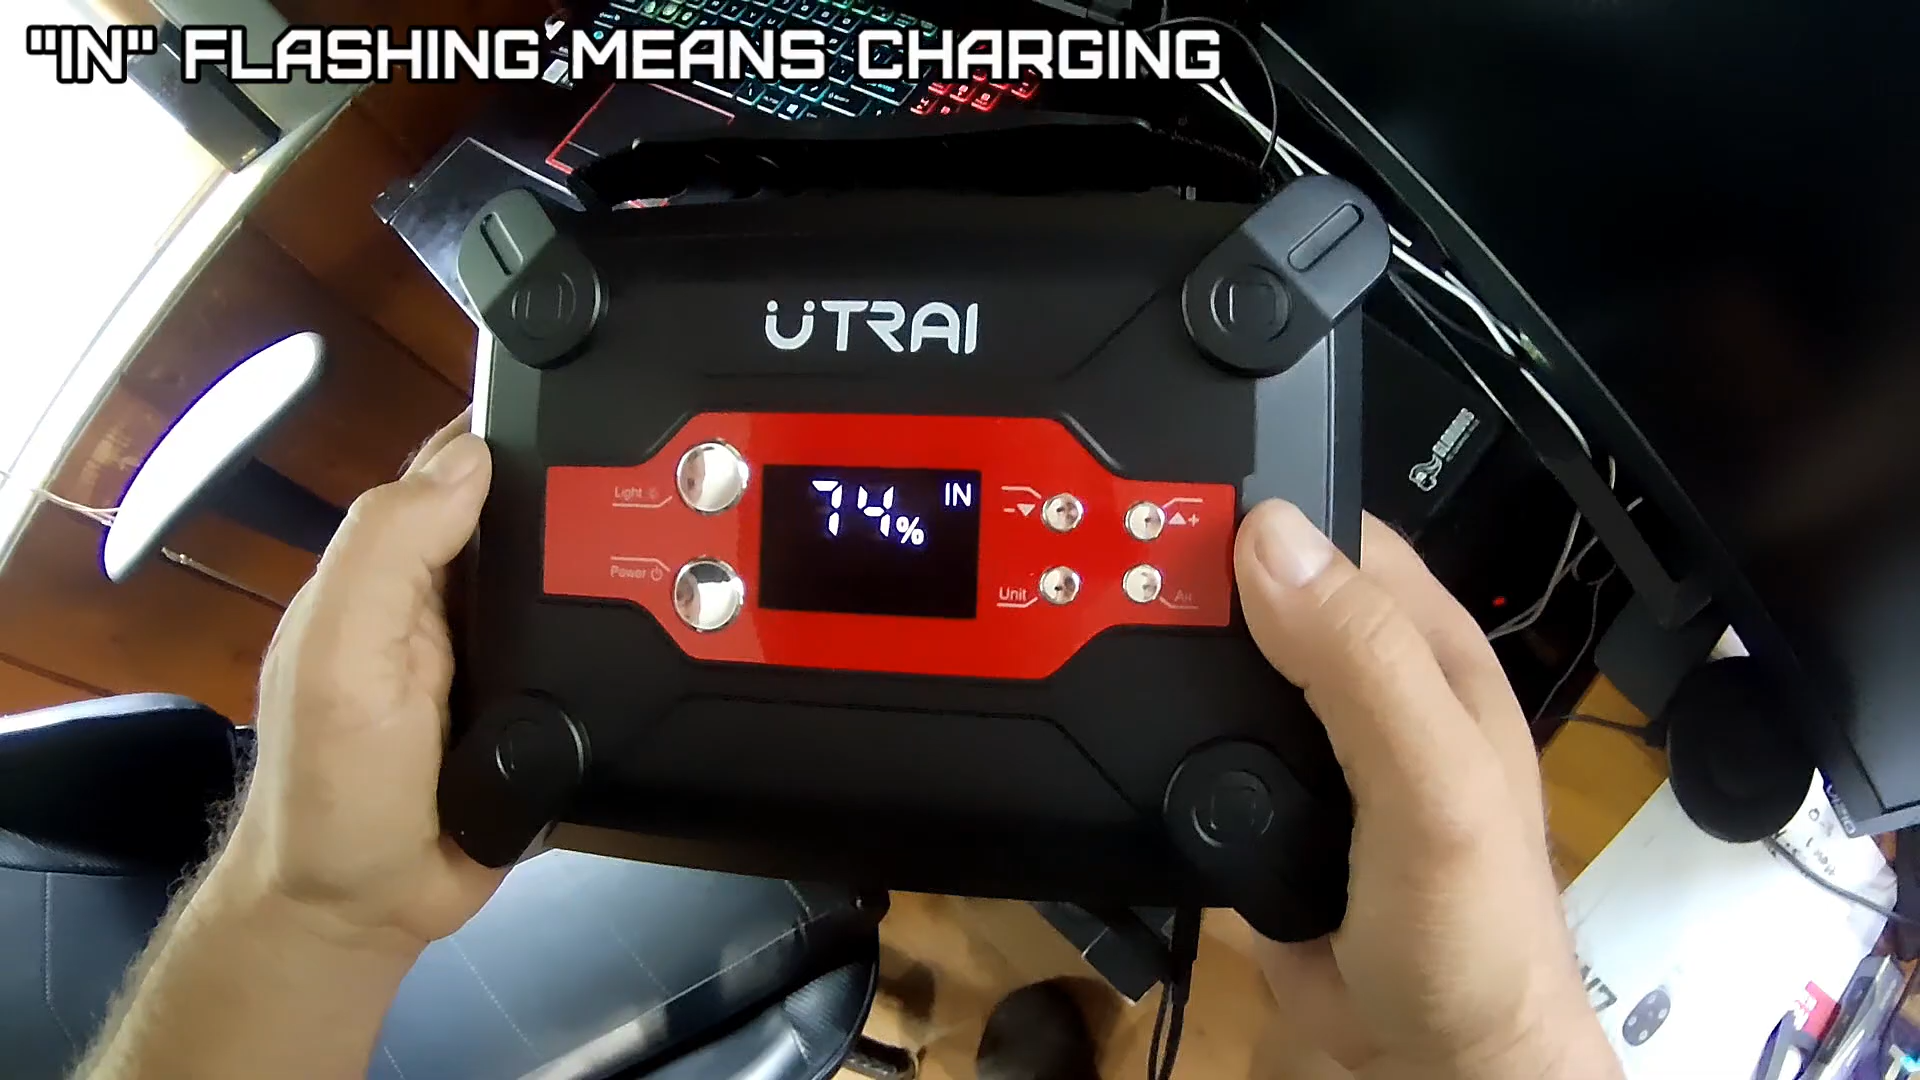 "IN" FLASHING MEANS CHARGING
UTRAI
Light
74% IN
-▼
▲+
Power
Unit
Air